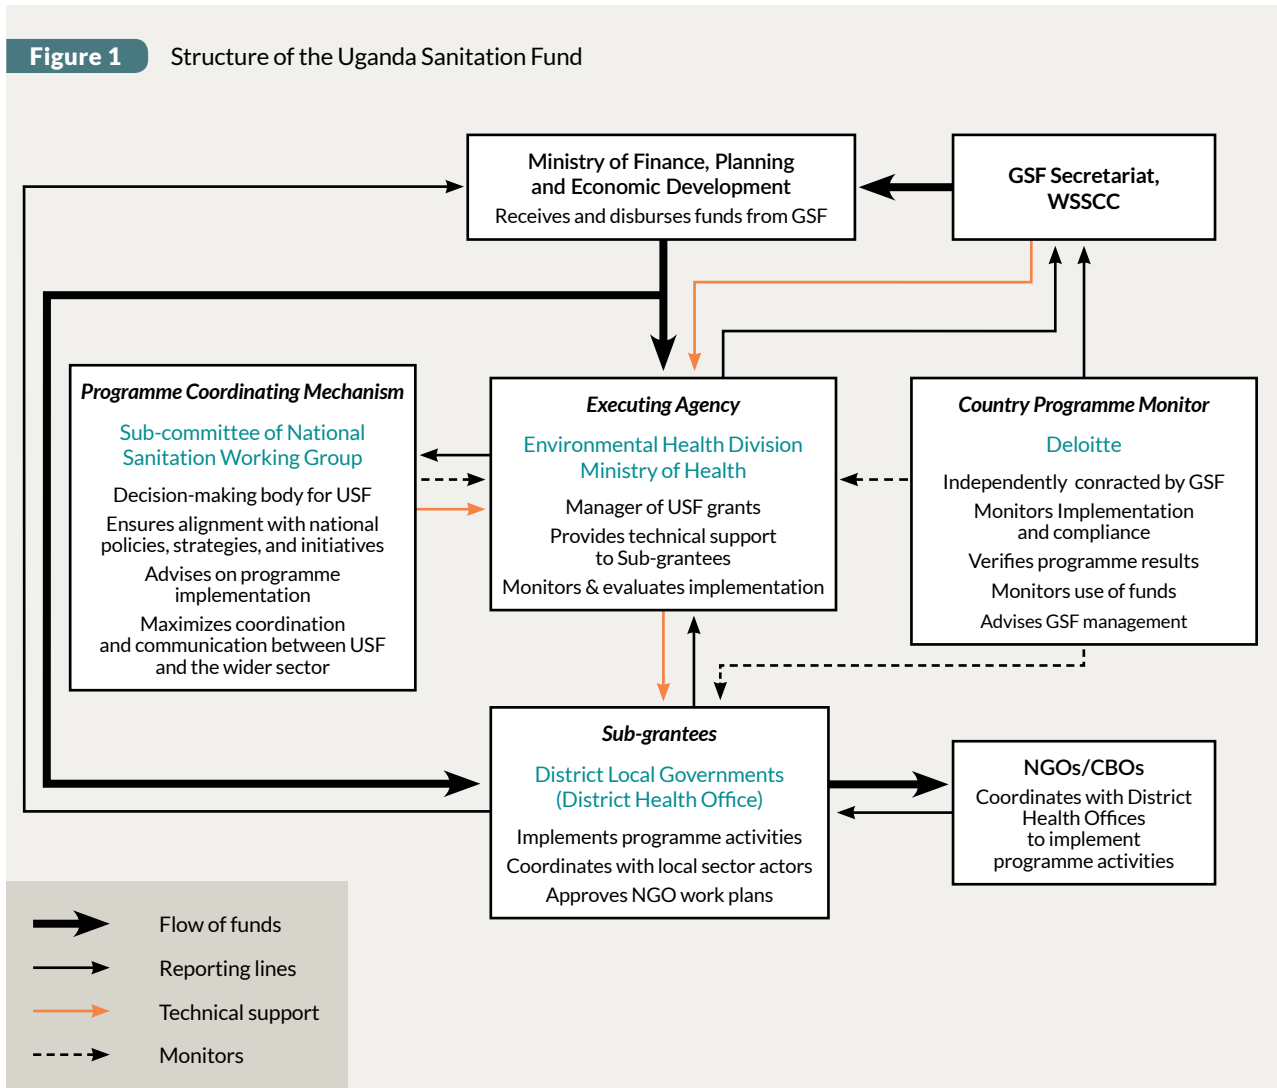 Figure 1
Structure of the Uganda Sanitation Fund
Ministry of Finance, Planning
and Economic Development
Receives and disburses funds from GSF
GSF Secretariat,
WSSCC
Programme Coordinating Mechanism
Sub-committee of National
Sanitation Working Group
Decision-making body for USF
Ensures alignment with national
policies, strategies, and initiatives
Advises on programme
implementation
Maximizes coordination
and communication between USF
and the wider sector
Executing Agency
Environmental Health Division
Ministry of Health
Manager of USF grants
Provides technical support
to Sub-grantees
Monitors & evaluates implementation
Country Programme Monitor
Deloitte
Independently conracted by GSF
Monitors Implementation
and compliance
Verifies programme results
Monitors use of funds
Advises GSF management
Sub-grantees
District Local Governments
(District Health Office)
Implements programme activities
Coordinates with local sector actors
Approves NGO work plans
NGOs/CBOs
Coordinates with District
Health Offices
to implement
programme activities
Flow of funds
Reporting lines
Technical support
Monitors